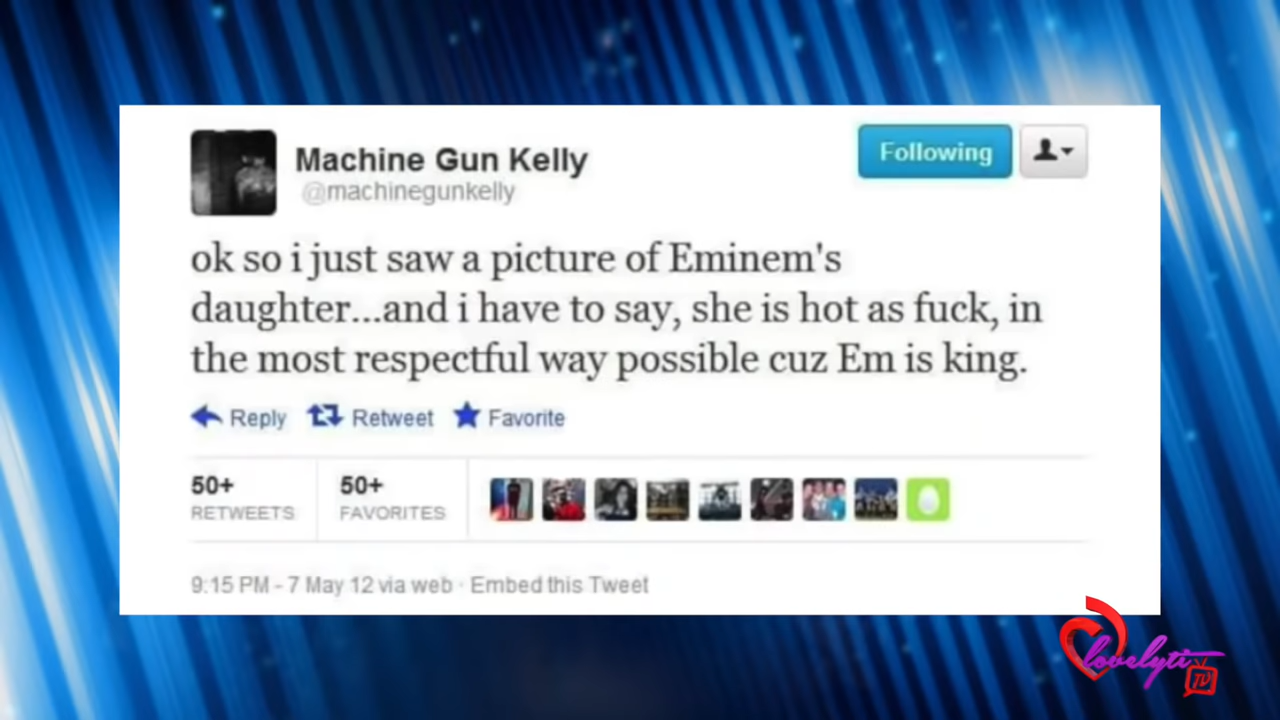 Machine Gun Kelly
@machinegunkelly
Following
ok so i just saw a picture of Eminem's
daughter...and i have to say, she is hot as fuck, in
the most respectful way possible cuz Em is king.
Reply Retweet Favorite
50+ 50+
RETWEETS FAVORITES
9:15 PM - 7 May 12 via web · Embed this Tweet
lovelyti
TV